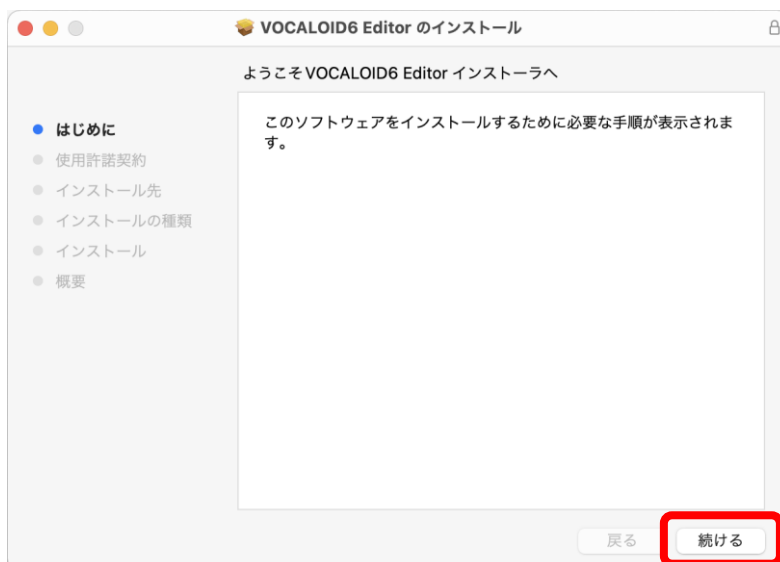 VOCALOID6 Editor のインストール
ようこそVOCALOID6 Editor インストーラへ
はじめに
使用許諾契約
インストール先
インストールの種類
インストール
概要
このソフトウェアをインストールするために必要な手順が表示されま
す。
戻る
続ける